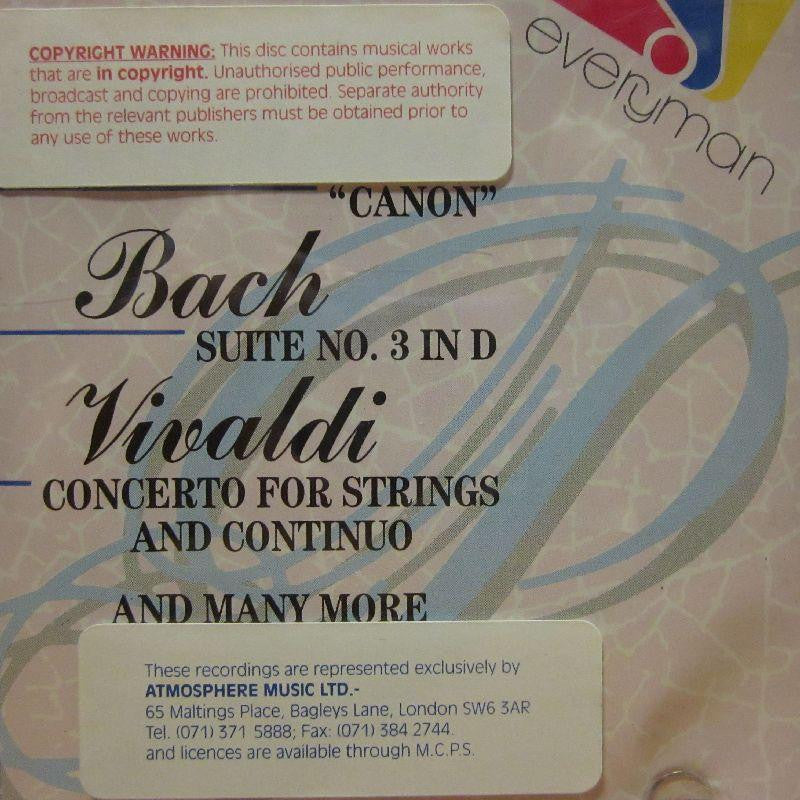 everyman
COPYRIGHT WARNING: This disc contains musical works
that are in copyright. Unauthorised public performance,
broadcast and copying are prohibited. Separate authority
from the relevant publishers must be obtained prior to
any use of these works.
"CANON"
Bach
SUITE NO. 3 IN D
Vivaldi
CONCERTO FOR STRINGS
AND CONTINUO
AND MANY MORE
These recordings are represented exclusively by
ATMOSPHERE MUSIC LTD.-
65 Maltings Place, Bagleys Lane, London SW6 3AR
Tel. (071) 371 5888; Fax: (071) 384 2744.
and licences are available through M.C.P.S.